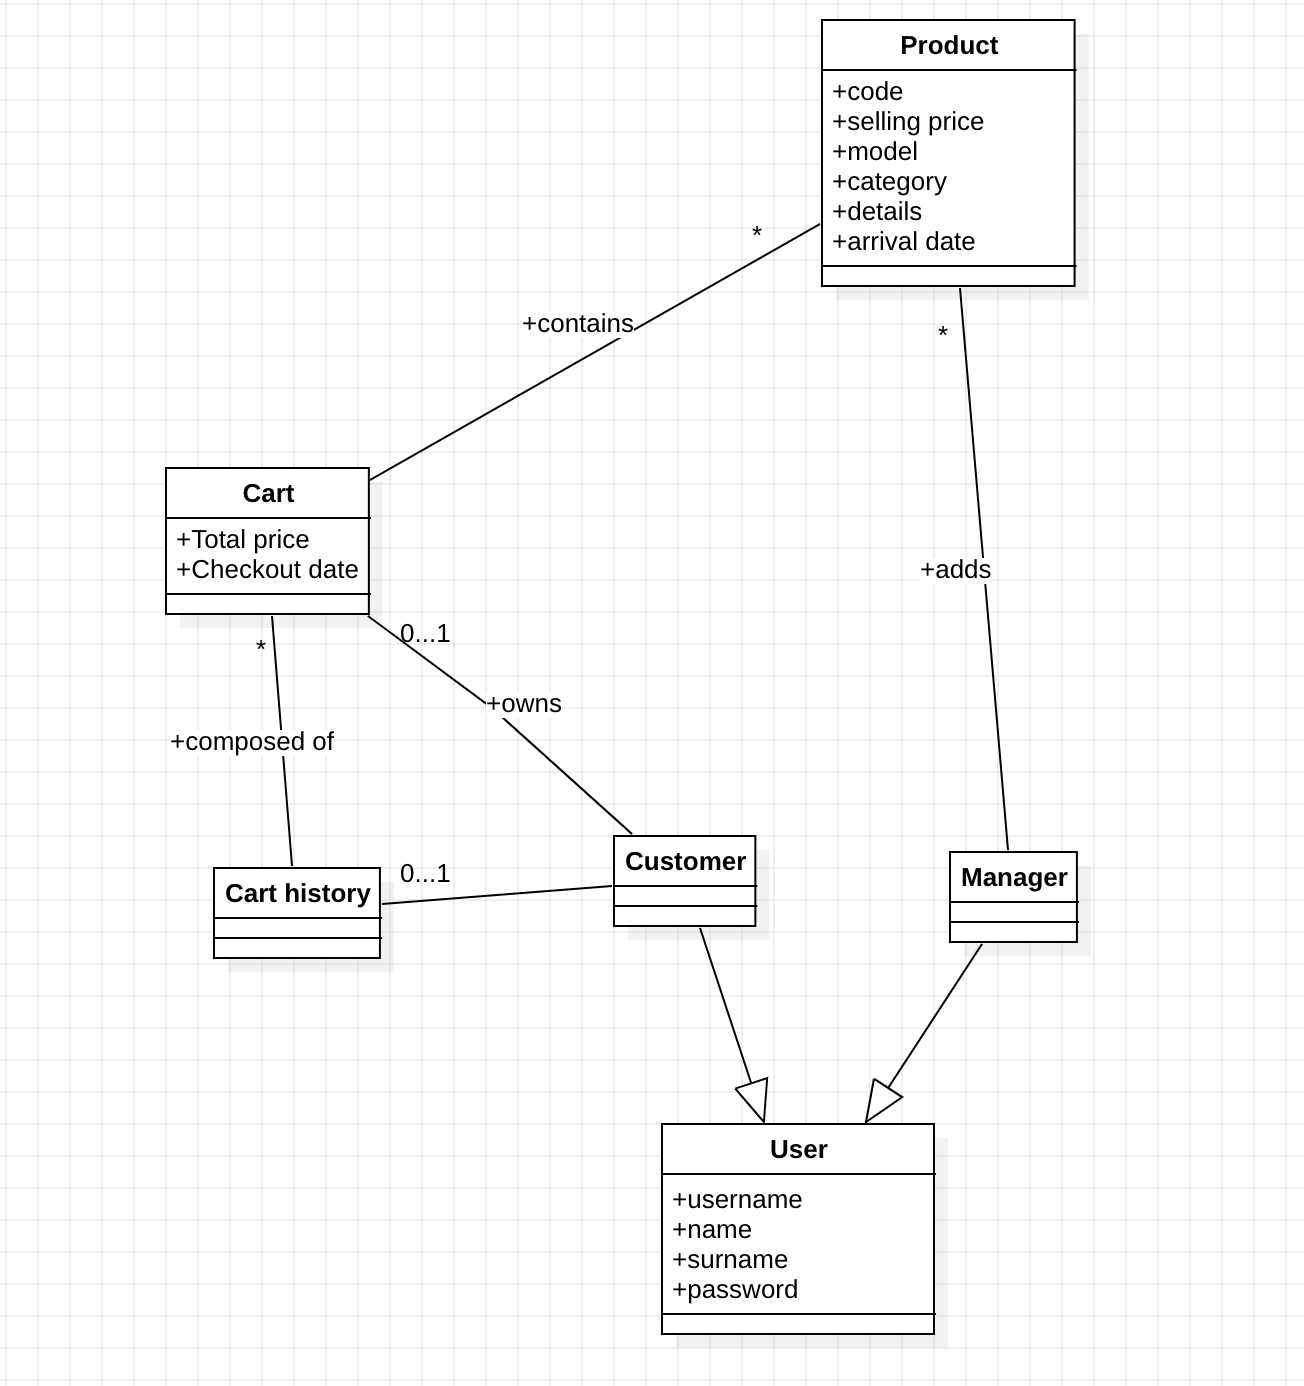 Product
+code
+selling price
+model
+category
+details
+arrival date
*
+contains
*
Cart
+Total price
+Checkout date
+adds
0...1
*
+owns
+composed of
Customer
Manager
0...1
Cart history
User
+username
+name
+surname
+password